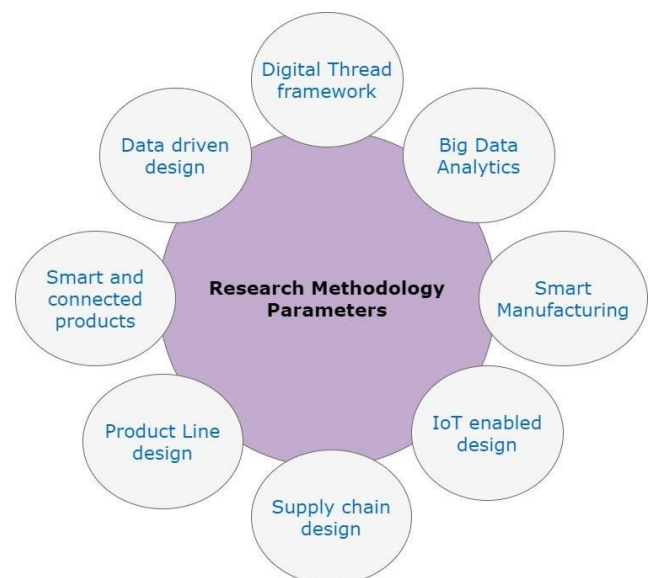 Digital Thread
framework
Big Data
Analytics
Smart
Manufacturing
IoT enabled
design
Supply chain
design
Product Line
design
Smart and
connected
products
Data driven
design
Research Methodology
Parameters